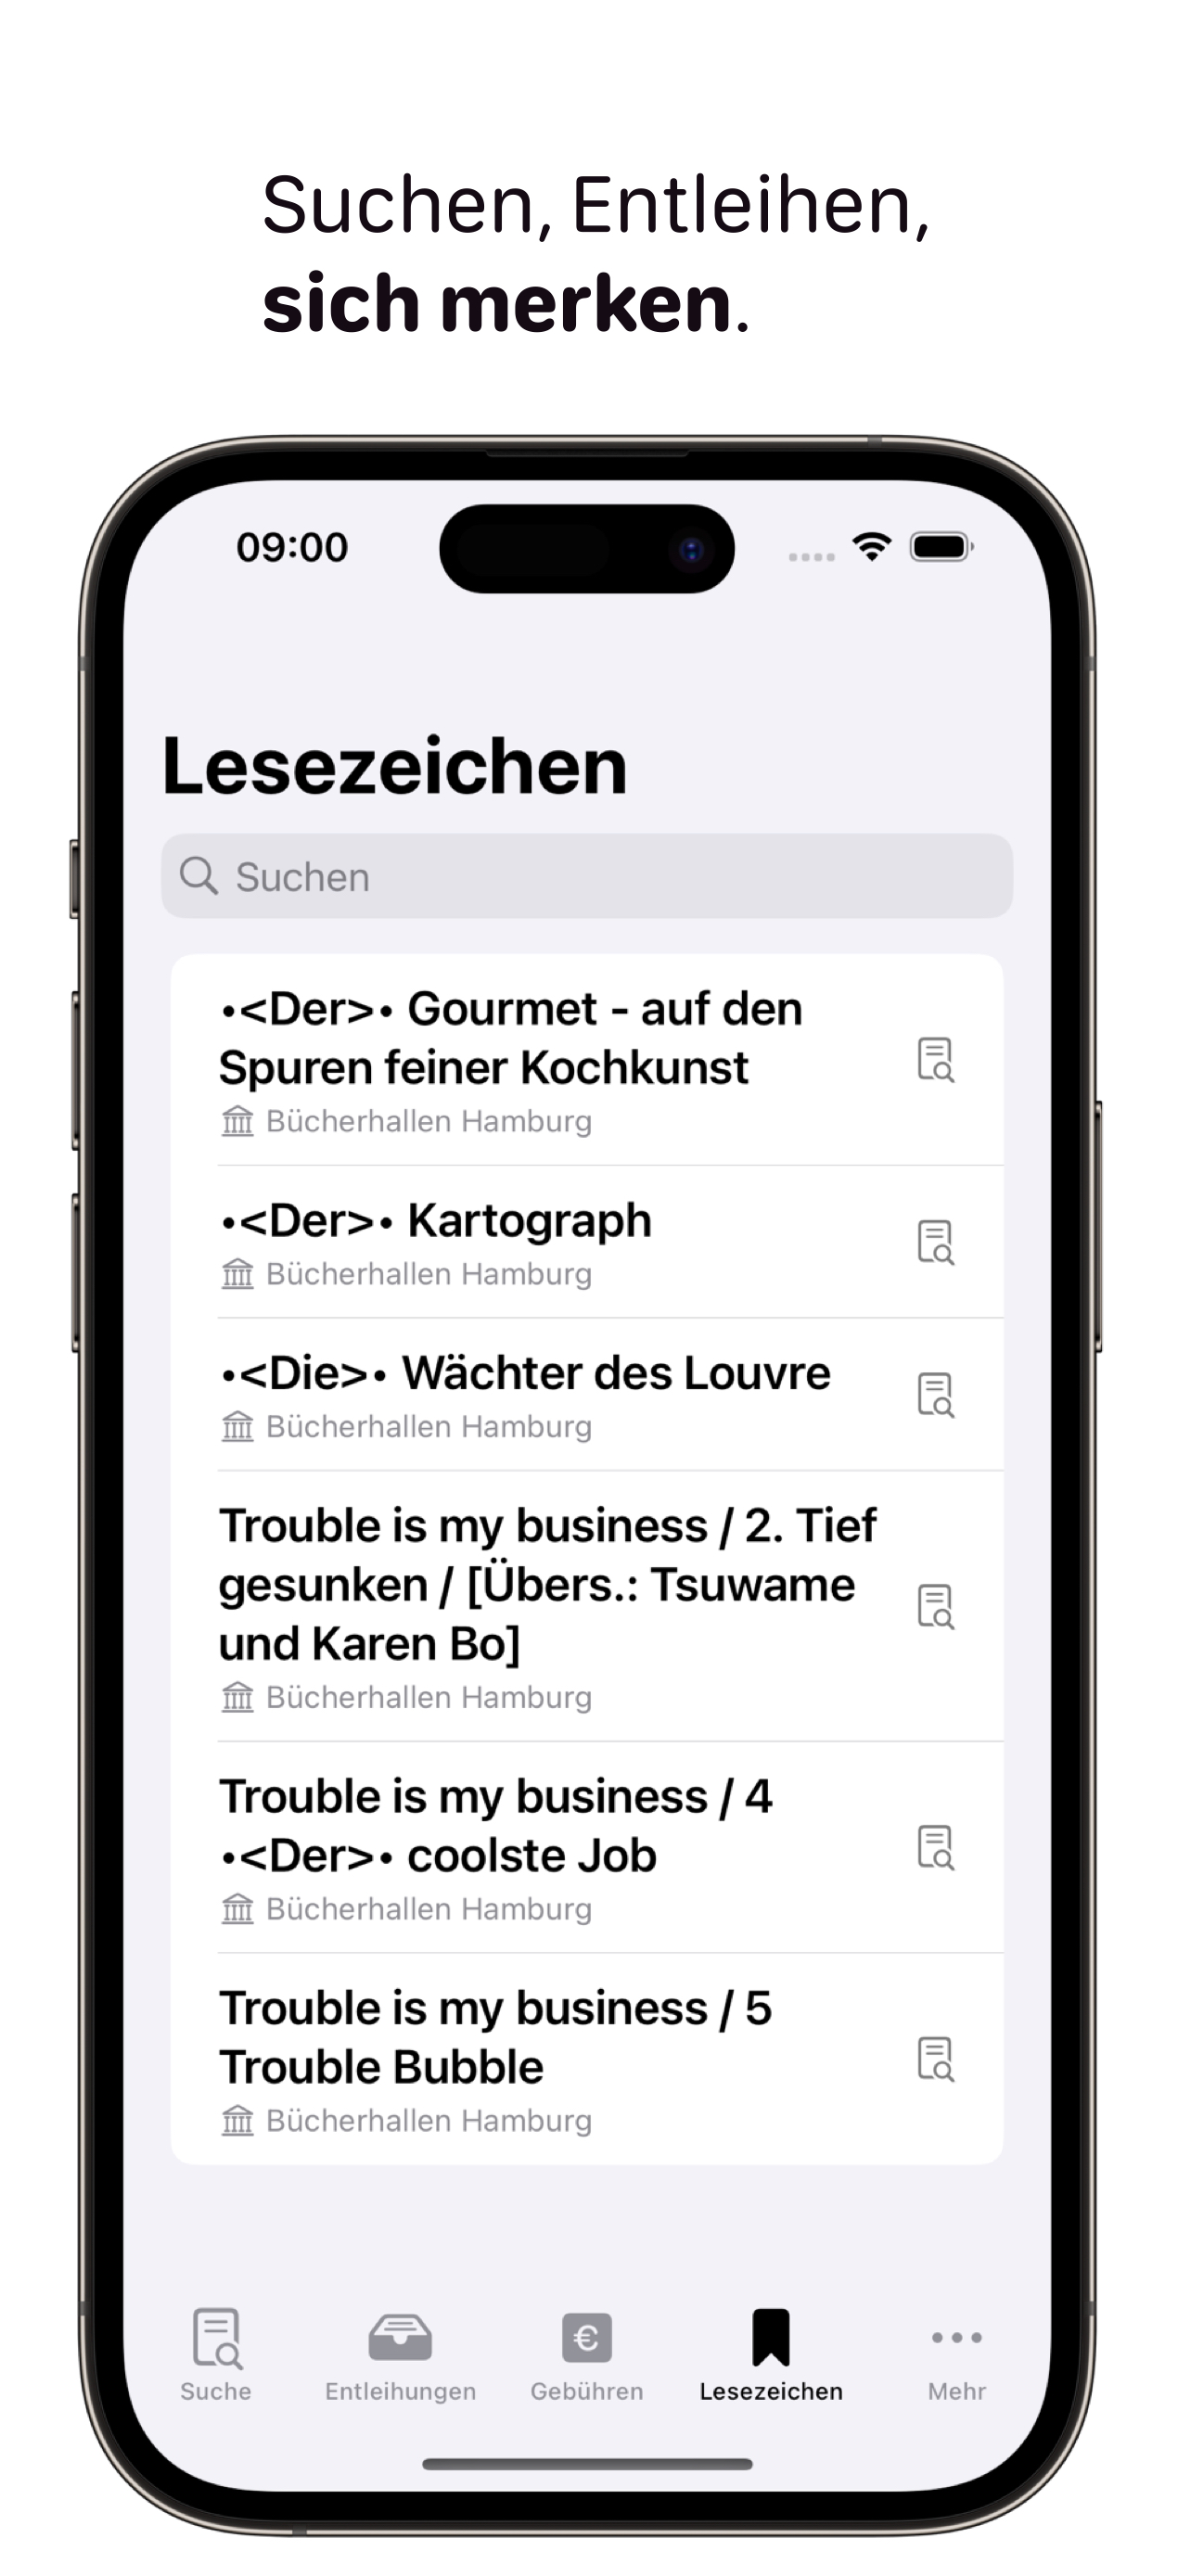 Suchen, Entleihen,
sich merken.
09:00
Lesezeichen
Suchen
•<Der>• Gourmet - auf den
Spuren feiner Kochkunst
Bücherhallen Hamburg
•<Der>• Kartograph
Bücherhallen Hamburg
•<Die>• Wächter des Louvre
Bücherhallen Hamburg
Trouble is my business / 2. Tief
gesunken / [Übers.: Tsuwame
und Karen Bo]
Bücherhallen Hamburg
Trouble is my business / 4
•<Der>• coolste Job
Bücherhallen Hamburg
Trouble is my business / 5
Trouble Bubble
Bücherhallen Hamburg
Suche
Entleihungen
€
Gebühren
Lesezeichen
Mehr